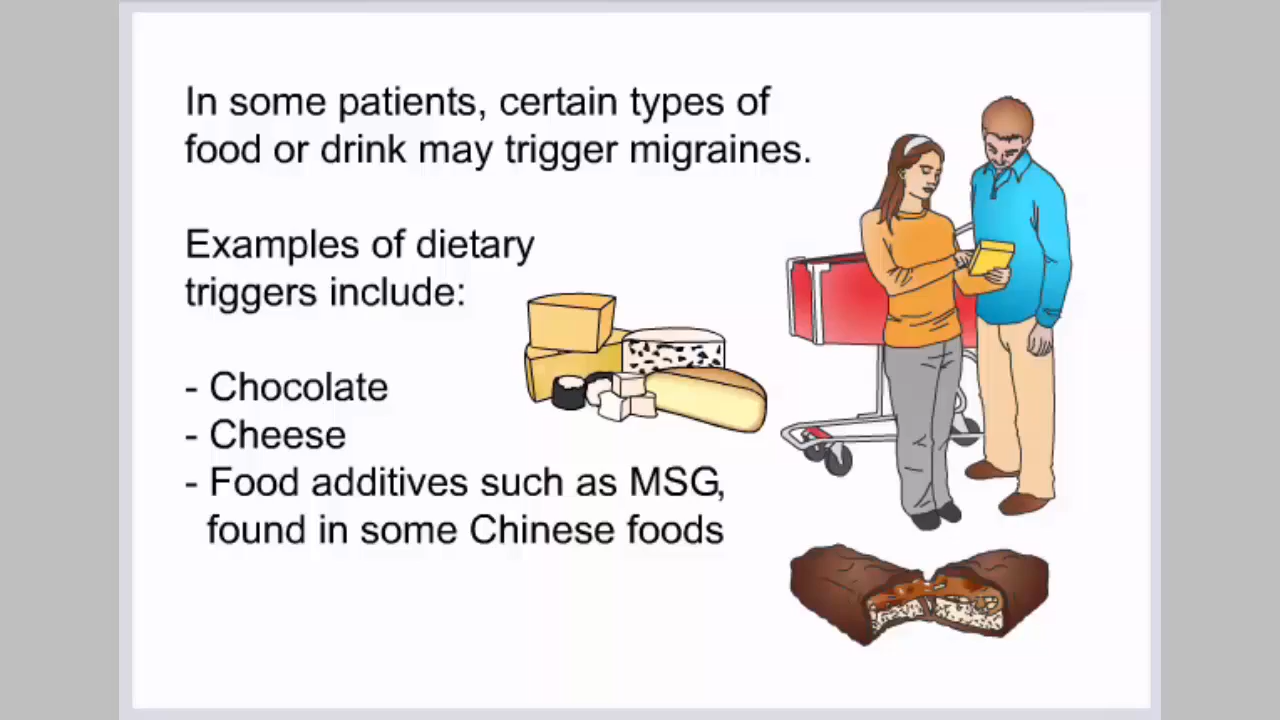 In some patients, certain types of
food or drink may trigger migraines.
Examples of dietary
triggers include:
- Chocolate
- Cheese
- Food additives such as MSG,
found in some Chinese foods